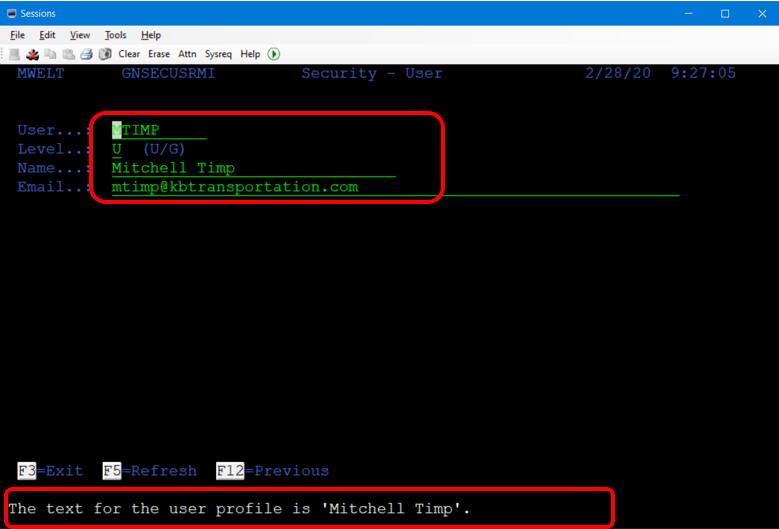 Sessions
File Edit View Tools Help
Clear Erase Attn Sysreq Help
MWELT GNSECUSRMI Security - User 2/28/20 9:27:05
User...: MTIMP
Level..: U (U/G)
Name...: Mitchell Timp
Email..: mtimp@kbtransportation.com
F3=Exit F5=Refresh F12=Previous
The text for the user profile is 'Mitchell Timp'.